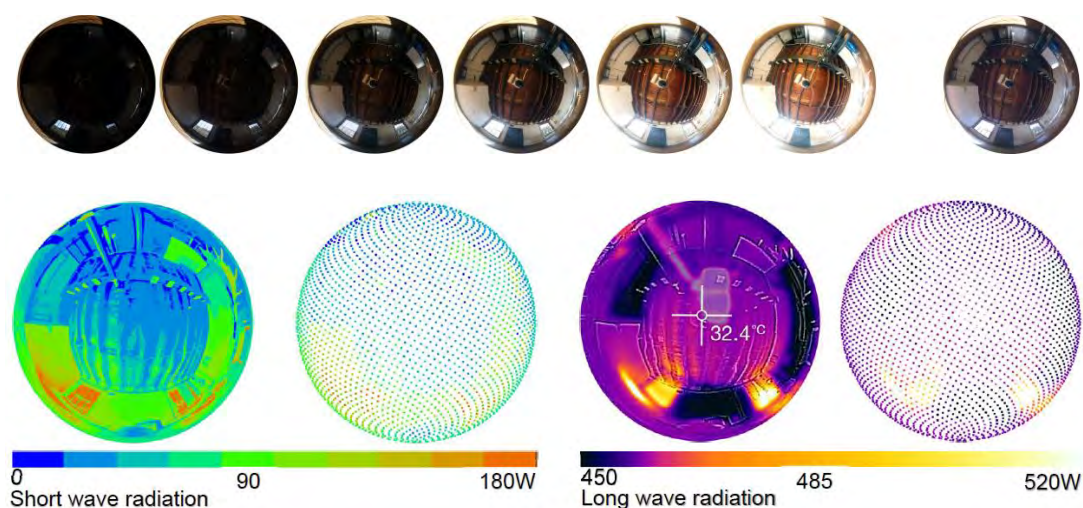 32.4°C
0 90 180W
Short wave radiation
450 485 520W
Long wave radiation